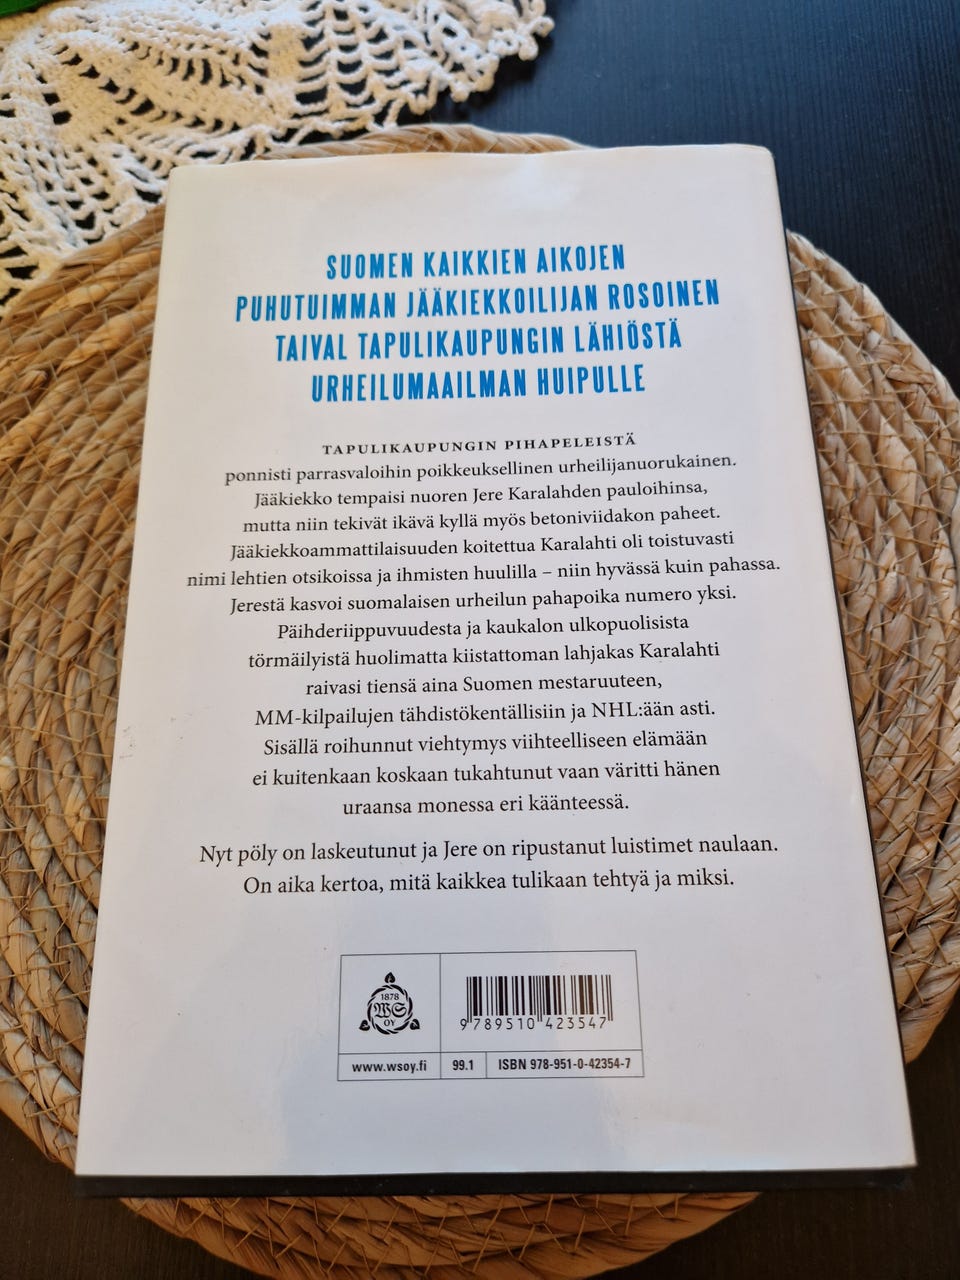 SUOMEN KAIKKIEN AIKOJEN
PUHUTUIMMAN JÄÄKIEKKOILIJAN ROSOINEN
TAIVAL TAPULIKAUPUNGIN LÄHIÖSTÄ
URHEILUMAAILMAN HUIPULLE
TAPULIKAUPUNGIN PIHAPELEISTÄ
ponnisti parrasvaloihin poikkeuksellinen urheilijanuorukainen.
Jääkiekko tempaisi nuoren Jere Karalahden pauloihinsa,
mutta niin tekivät ikävä kyllä myös betoniviidakon paheet.
Jääkiekkoammattilaisuuden koitettua Karalahti oli toistuvasti
nimi lehtien otsikoissa ja ihmisten huulilla – niin hyvässä kuin pahassa.
Jerestä kasvoi suomalaisen urheilun pahapoika numero yksi.
Päihderiippuvuudesta ja kaukalon ulkopuolisista
törmäilyistä huolimatta kiistattoman lahjakas Karalahti
raivasi tiensä aina Suomen mestaruuteen,
MM-kilpailujen tähdistökentällisiin ja NHL:ään asti.
Sisällä roihunnut viehtymys viihteelliseen elämään
ei kuitenkaan koskaan tukahtunut vaan väritti hänen
uraansa monessa eri käänteessä.
Nyt pöly on laskeutunut ja Jere on ripustanut luistimet naulaan.
On aika kertoa, mitä kaikkea tulikaan tehtyä ja miksi.
1878
WS
OY
9 789510 423547
www.wsoy.fi
99.1
ISBN 978-951-0-42354-7